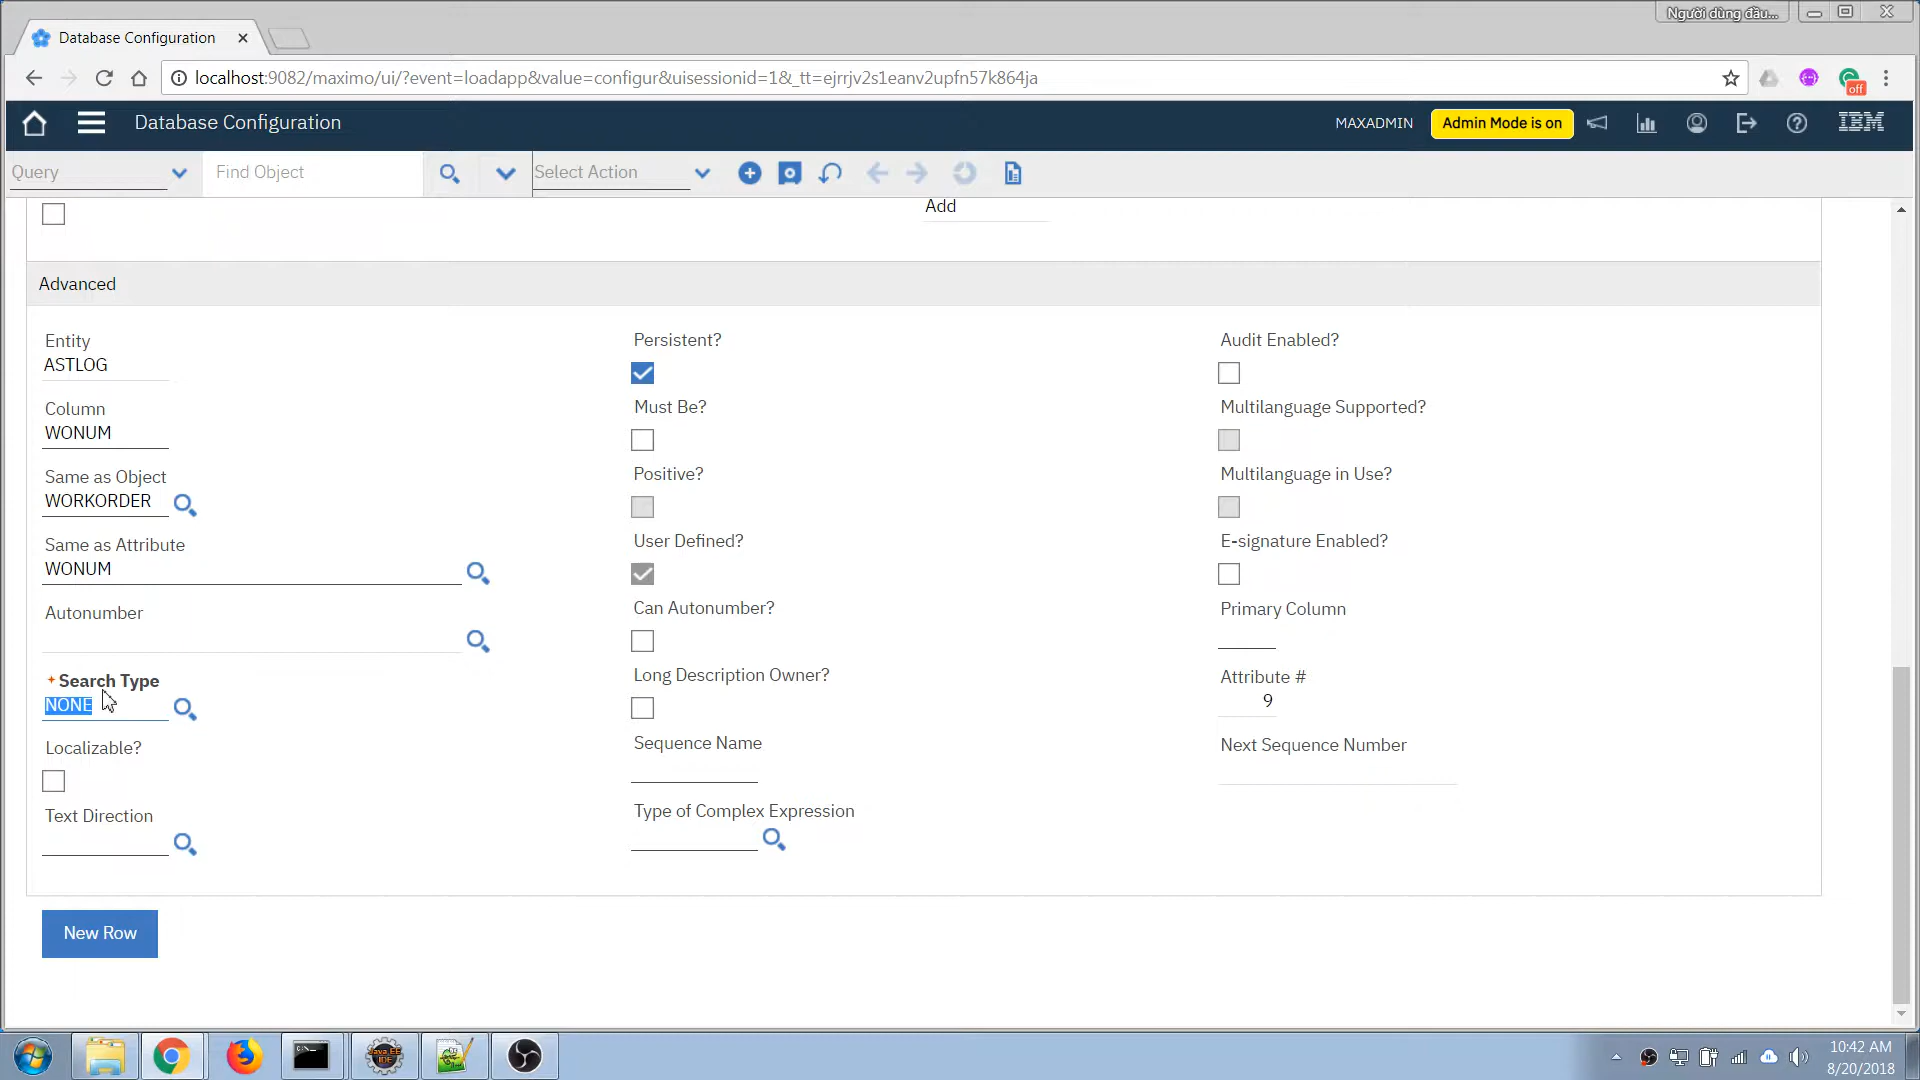 Người dùng đầu...
Database Configuration
localhost:9082/maximo/ui/?event=loadapp&value=configur&uisessionid=1&_tt=ejrrjv2s1eanv2upfn57k864ja
off
Database Configuration
MAXADMIN
Admin Mode is on
IBM
Query
Find Object
Select Action
Add
Advanced
Entity
ASTLOG
Column
WONUM
Same as Object
WORKORDER
Same as Attribute
WONUM
Autonumber
Search Type
NONE
Localizable?
Text Direction
Persistent?
Must Be?
Positive?
User Defined?
Can Autonumber?
Long Description Owner?
Sequence Name
Type of Complex Expression
Audit Enabled?
Multilanguage Supported?
Multilanguage in Use?
E-signature Enabled?
Primary Column
Attribute #
9
Next Sequence Number
New Row
Java EE
IDE
10:42 AM
8/20/2018